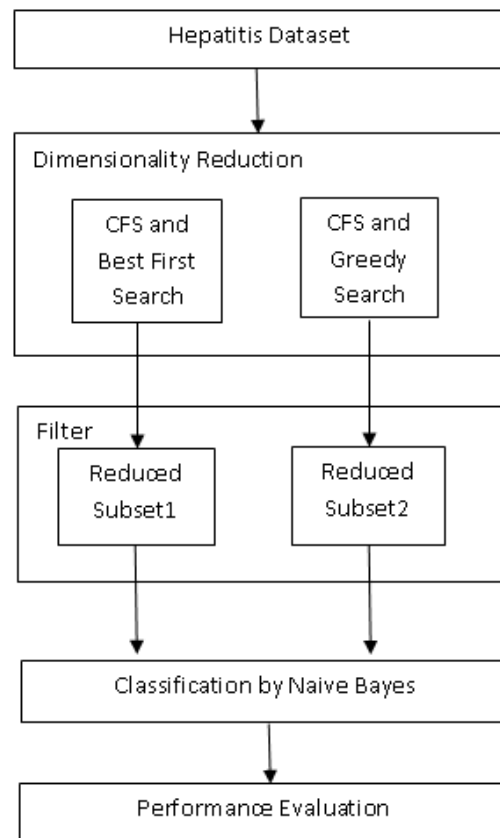 Hepatitis Dataset
Dimensionality Reduction
CFS and
Best First
Search
CFS and
Greedy
Search
Filter
Reduced
Subset1
Reduced
Subset2
Classification by Naive Bayes
Performance Evaluation